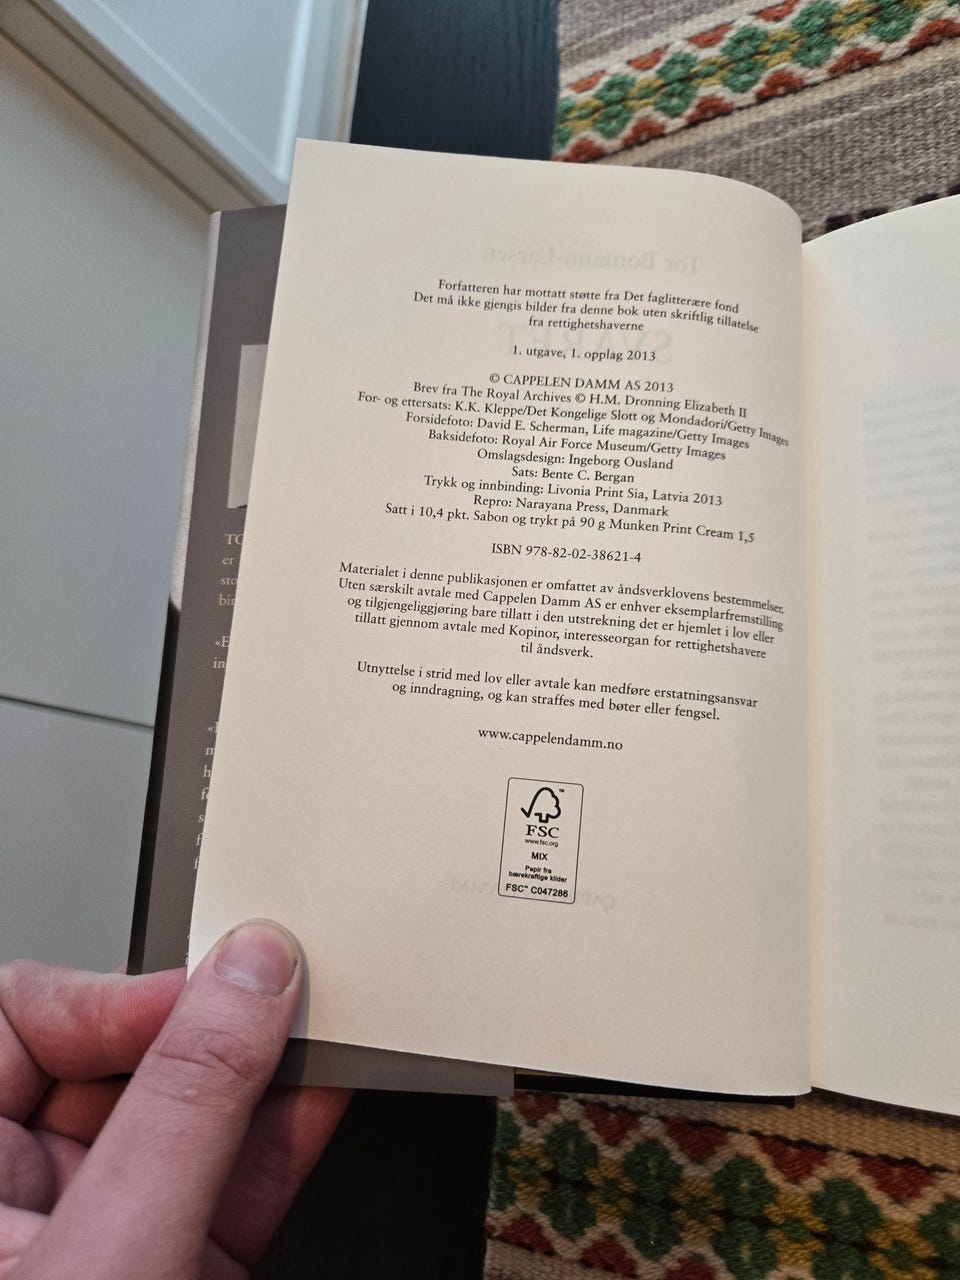 Forfatteren har mottatt støtte fra Det faglitterære fond
Det må ikke gjengis bilder fra denne bok uten skriftlig tillatelse
fra rettighetshaverne
1. utgave, 1. opplag 2013
© CAPPELEN DAMM AS 2013
Brev fra The Royal Archives © H.M. Dronning Elizabeth II
For- og ettersats: K.K. Kleppe/Det Kongelige Slott og Mondadori/Getty Images
Forsidefoto: David E. Scherman, Life magazine/Getty Images
Baksidefoto: Royal Air Force Museum/Getty Images
Omslagsdesign: Ingeborg Ousland
Sats: Bente C. Bergan
Trykk og innbinding: Livonia Print Sia, Latvia 2013
Repro: Narayana Press, Danmark
Satt i 10,4 pkt. Sabon og trykt på 90 g Munken Print Cream 1,5
ISBN 978-82-02-38621-4
Materialet i denne publikasjonen er omfattet av åndsverklovens bestemmelser.
Uten særskilt avtale med Cappelen Damm AS er enhver eksemplarfremstilling
og tilgjengeliggjøring bare tillatt i den utstrekning det er hjemlet i lov eller
tillatt gjennom avtale med Kopinor, interesseorgan for rettighetshavere
til åndsverk.
Utnyttelse i strid med lov eller avtale kan medføre erstatningsansvar
og inndragning, og kan straffes med bøter eller fengsel.
www.cappelendamm.no
FSC
www.fsc.org
MIX
Papir fra
bærekraftige kilder
FSC™ C047286